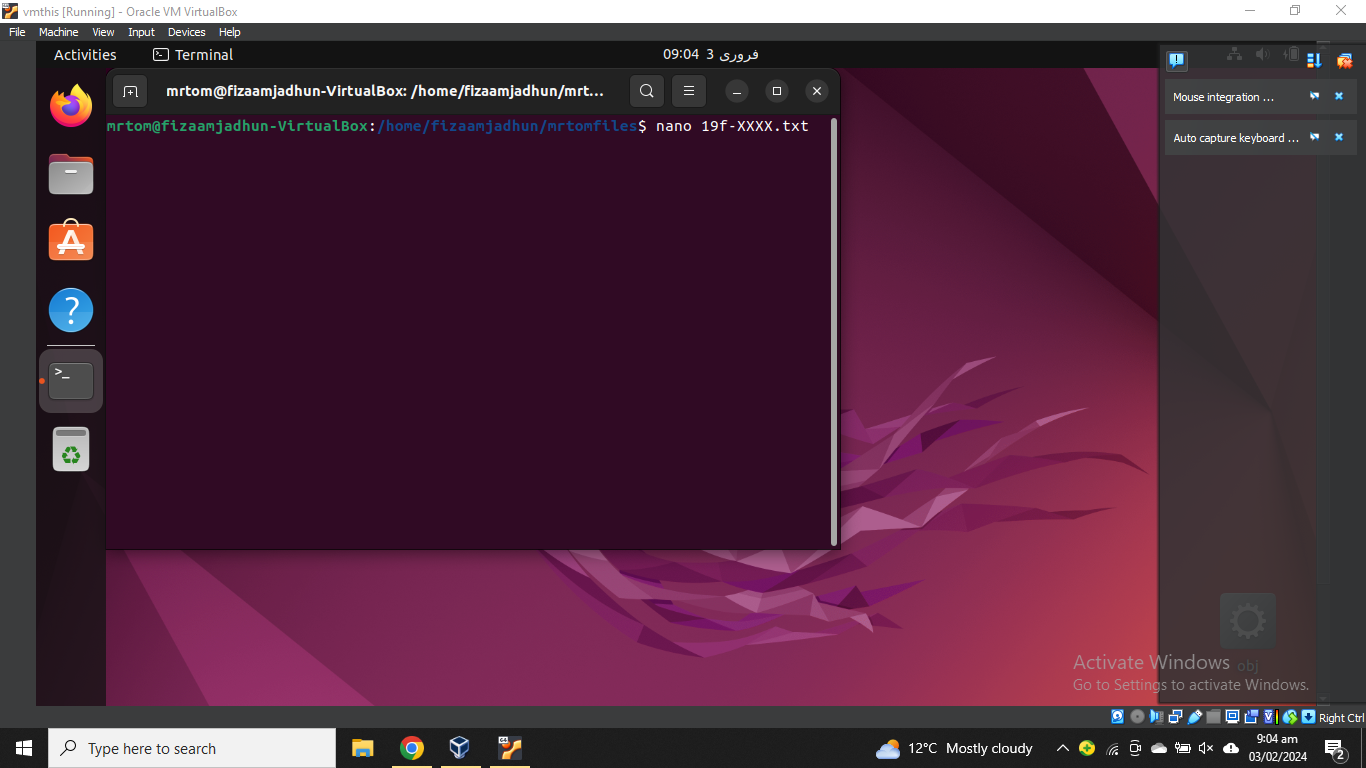 vmthis [Running] - Oracle VM VirtualBox
File Machine View Input Devices Help
Activities Terminal 09:04 3 فروری
mrtom@fizaamjadhun-VirtualBox: /home/fizaamjadhun/mrt...
mrtom@fizaamjadhun-VirtualBox:/home/fizaamjadhun/mrtomfiles$ nano 19f-XXXX.txt
Mouse integration ...
Auto capture keyboard ...
obj
Activate Windows
Go to Settings to activate Windows.
Right Ctrl
Type here to search
64
12°C Mostly cloudy
9:04 am
03/02/2024
2